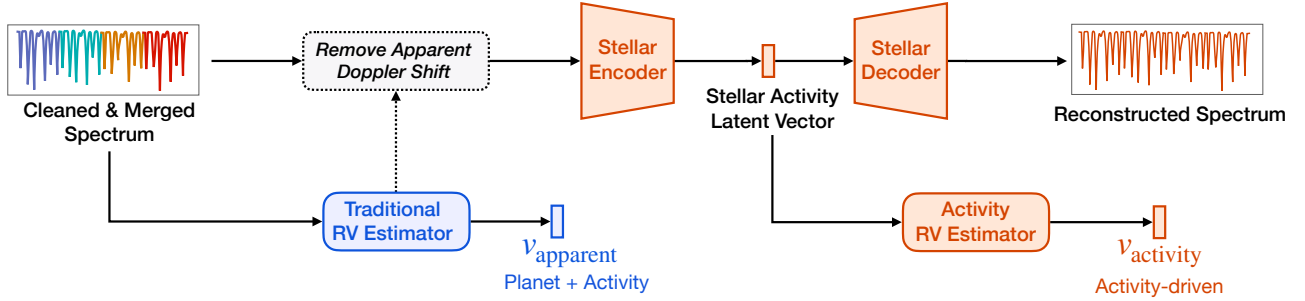 Cleaned & Merged
Spectrum
Remove Apparent
Doppler Shift
Stellar
Encoder
Stellar Activity
Latent Vector
Stellar
Decoder
Reconstructed Spectrum
Traditional
RV Estimator
v_apparent
Planet + Activity
Activity
RV Estimator
v_activity
Activity-driven